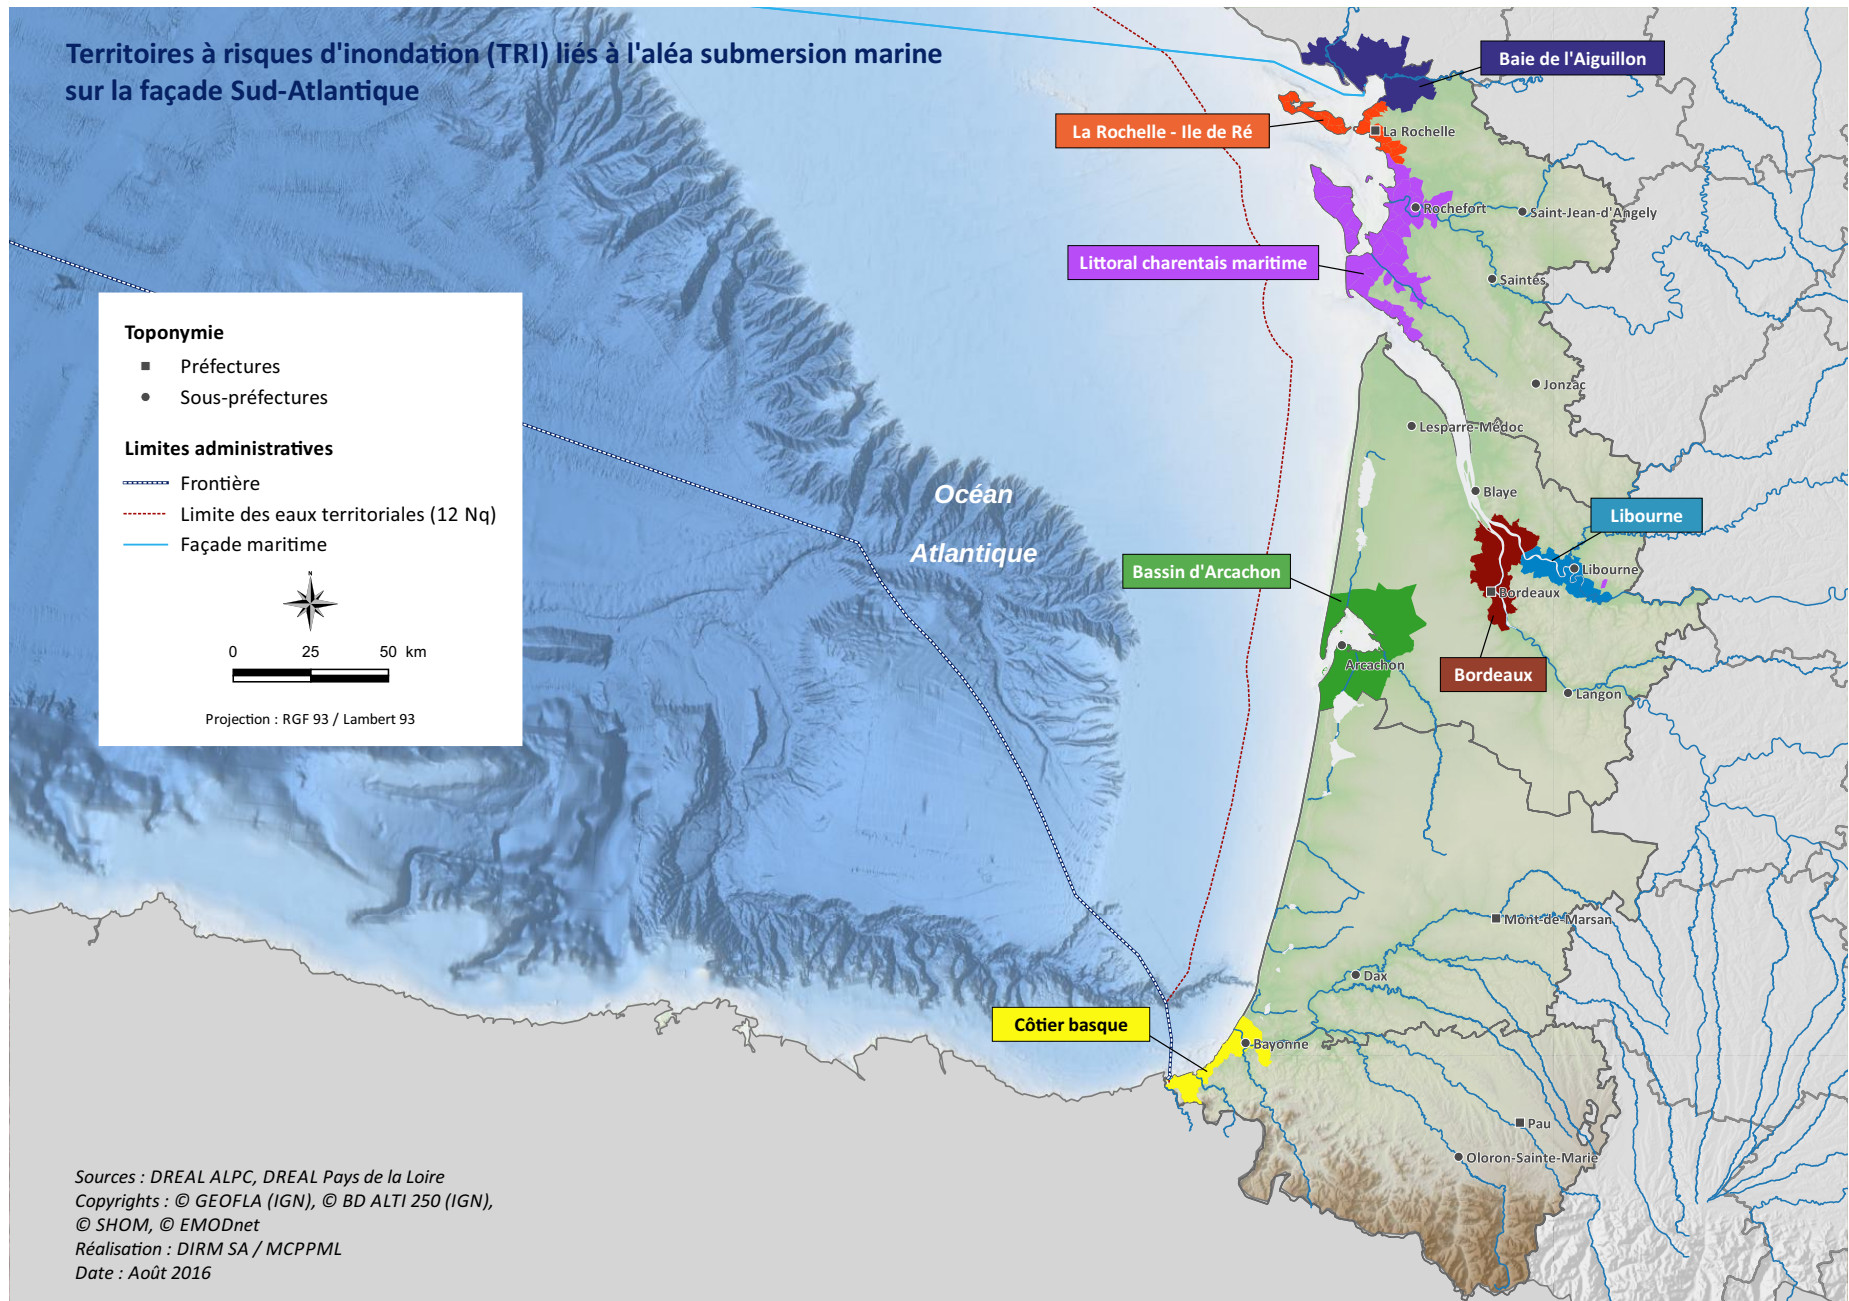 Territoires à risques d'inondation (TRI) liés à l'aléa submersion marine
sur la façade Sud-Atlantique
Baie de l'Aiguillon
La Rochelle - Ile de Ré
La Rochelle
Rochefort
Saint-Jean-d'Angely
Littoral charentais maritime
Saintes
Toponymie
Préfectures
Sous-préfectures
Limites administratives
Frontière
Limite des eaux territoriales (12 Nq)
Façade maritime
N
0 25 50 km
Projection : RGF 93 / Lambert 93
Jonzac
Lesparre-Médoc
Océan
Atlantique
Blaye
Libourne
Bassin d'Arcachon
Libourne
Bordeaux
Arcachon
Bordeaux
Langon
Mont-de-Marsan
Dax
Côtier basque
Bayonne
Pau
Oloron-Sainte-Marie
Sources : DREAL ALPC, DREAL Pays de la Loire
Copyrights : © GEOFLA (IGN), © BD ALTI 250 (IGN),
© SHOM, © EMODnet
Réalisation : DIRM SA / MCPPML
Date : Août 2016